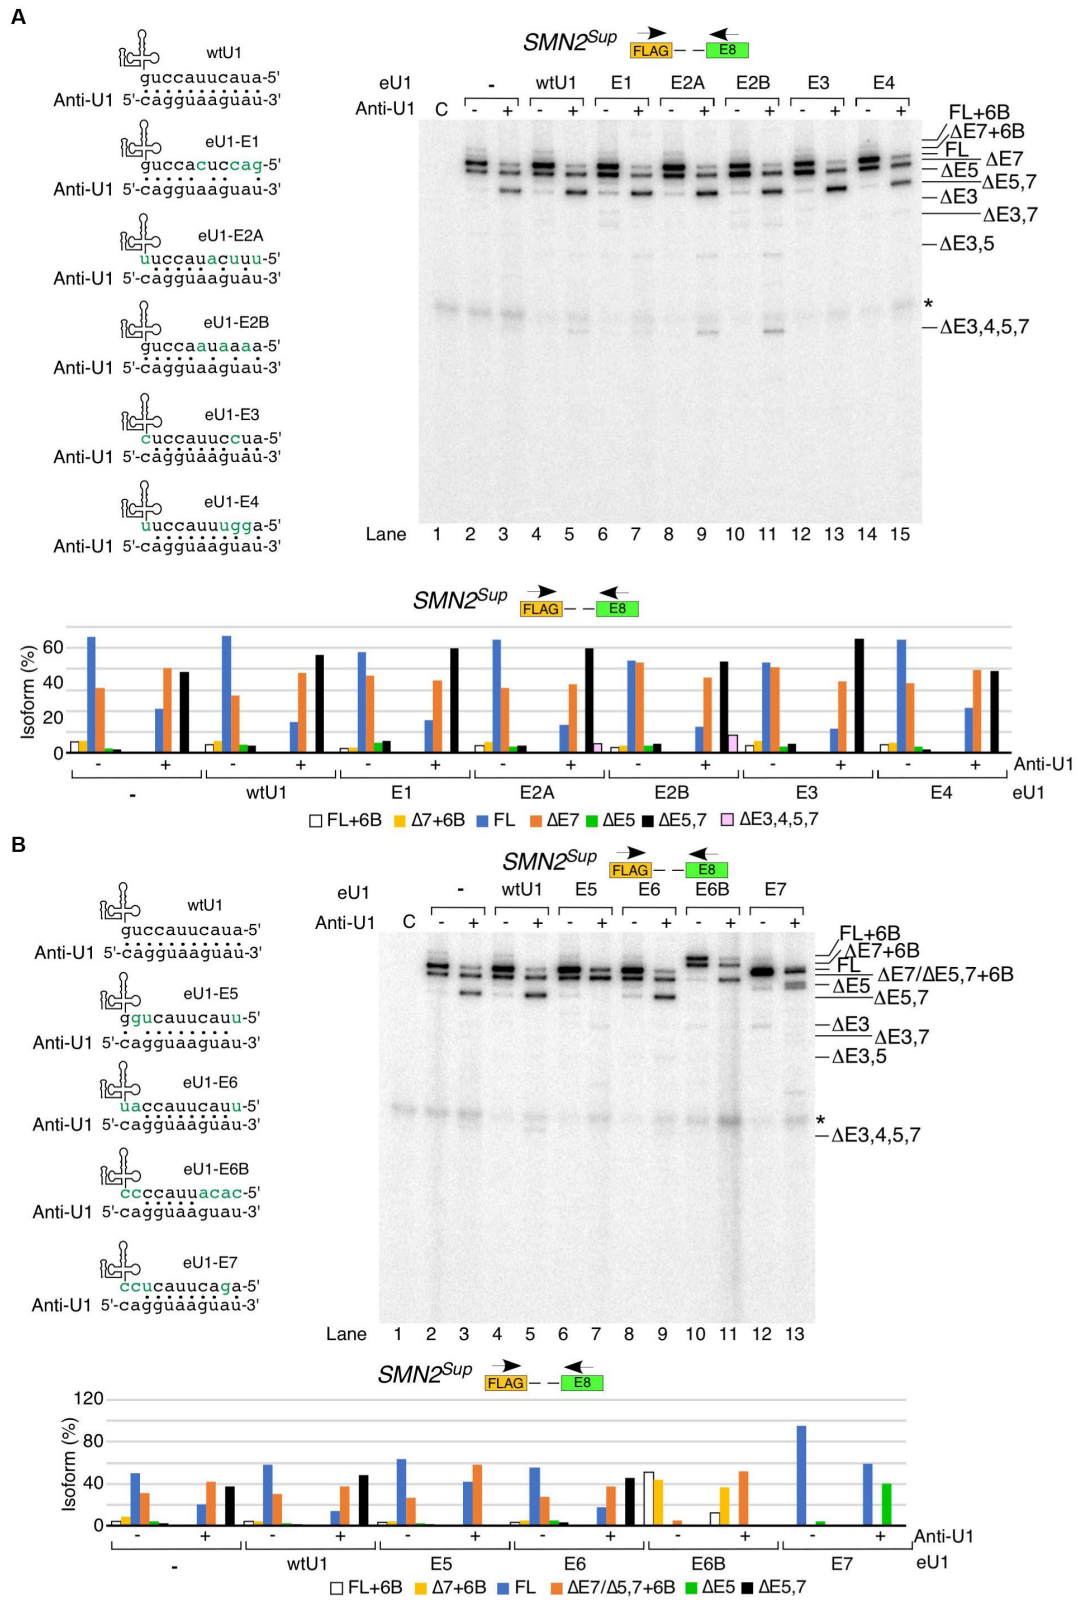 A
SMN2Sup FLAG E8
wtU1
guccauucaua-5'
Anti-U1 5'-cagguaaguau-3'
eU1-E1
guccacuccag-5'
Anti-U1 5'-cagguaaguau-3'
eU1-E2A
uuccauacuuu-5'
Anti-U1 5'-cagguaaguau-3'
eU1-E2B
guccaauaaaa-5'
Anti-U1 5'-cagguaaguau-3'
eU1-E3
cuccauuccua-5'
Anti-U1 5'-cagguaaguau-3'
eU1-E4
uuccauuugga-5'
Anti-U1 5'-cagguaaguau-3'
eU1 - wtU1 E1 E2A E2B E3 E4
Anti-U1 C - + - + - + - + - + - + - +
FL+6B
ΔE7+6B
FL
ΔE7
ΔE5
ΔE5,7
ΔE3
ΔE3,7
ΔE3,5
*
ΔE3,4,5,7
Lane 1 2 3 4 5 6 7 8 9 10 11 12 13 14 15
SMN2Sup FLAG E8
Isoform (%)
60
40
20
0
- + - + - + - + - + - + - + Anti-U1
- wtU1 E1 E2A E2B E3 E4 eU1
FL+6B Δ7+6B FL ΔE7 ΔE5 ΔE5,7 ΔE3,4,5,7
B
SMN2Sup FLAG E8
wtU1
guccauucaua-5'
Anti-U1 5'-cagguaaguau-3'
eU1-E5
ggucauucauu-5'
Anti-U1 5'-cagguaaguau-3'
eU1-E6
uaccauucauu-5'
Anti-U1 5'-cagguaaguau-3'
eU1-E6B
ccccauuacac-5'
Anti-U1 5'-cagguaaguau-3'
eU1-E7
ccucauucaga-5'
Anti-U1 5'-cagguaaguau-3'
eU1 - wtU1 E5 E6 E6B E7
Anti-U1 C - + - + - + - + - + - +
FL+6B
ΔE7+6B
FL
ΔE7/ΔE5,7+6B
ΔE5
ΔE5,7
ΔE3
ΔE3,7
ΔE3,5
*
ΔE3,4,5,7
Lane 1 2 3 4 5 6 7 8 9 10 11 12 13
SMN2Sup FLAG E8
Isoform (%)
120
80
40
0
- + - + - + - + - + - + Anti-U1
- wtU1 E5 E6 E6B E7 eU1
FL+6B Δ7+6B FL ΔE7/Δ5,7+6B ΔE5 ΔE5,7